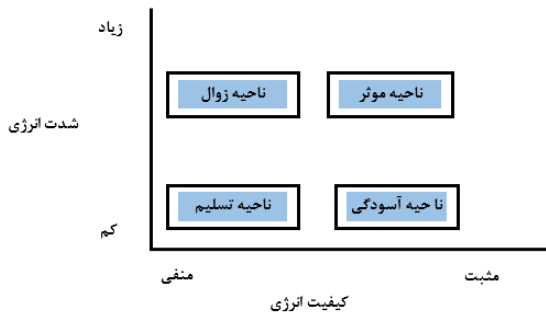 زیاد
ناحیه موثر
ناحیه زوال
شدت انرژی
نا حیه آسودگی
ناحیه تسلیم
کم
مثبت
منفی
کیفیت انرژی